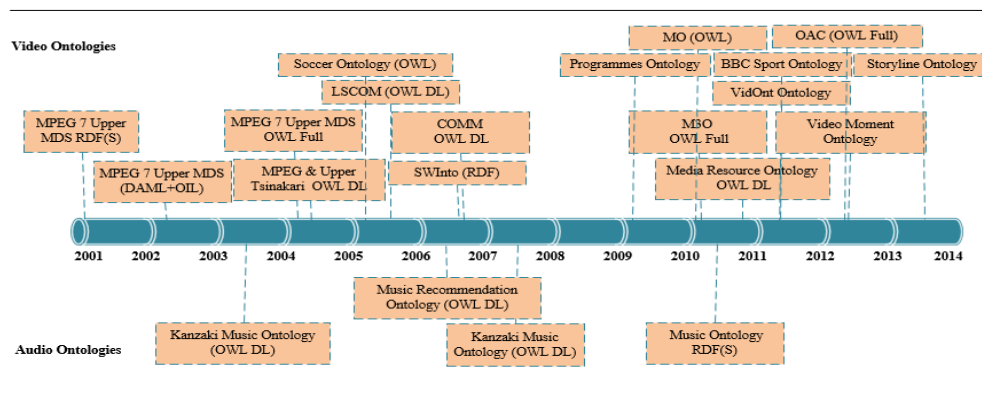 Video Ontologies
MO (OWL)
OAC (OWL Full)
Soccer Ontology (OWL)
Programmes Ontology
BBC Sport Ontology
Storyline Ontology
LSCOM (OWL DL)
VidOnt Ontology
MPEG 7 Upper
MDS RDF(S)
MPEG 7 Upper MDS
OWL Full
COMM
OWL DL
M3O
OWL Full
Video Moment
Ontology
MPEG 7 Upper MDS
(DAML+OIL)
MPEG & Upper
Tsinakari OWL DL
SWInto (RDF)
Media Resource Ontology
OWL DL
2001 2002 2003 2004 2005 2006 2007 2008 2009 2010 2011 2012 2013 2014
Music Recommendation
Ontology (OWL DL)
Kanzaki Music Ontology
(OWL DL)
Kanzaki Music
Ontology (OWL DL)
Music Ontology
RDF(S)
Audio Ontologies